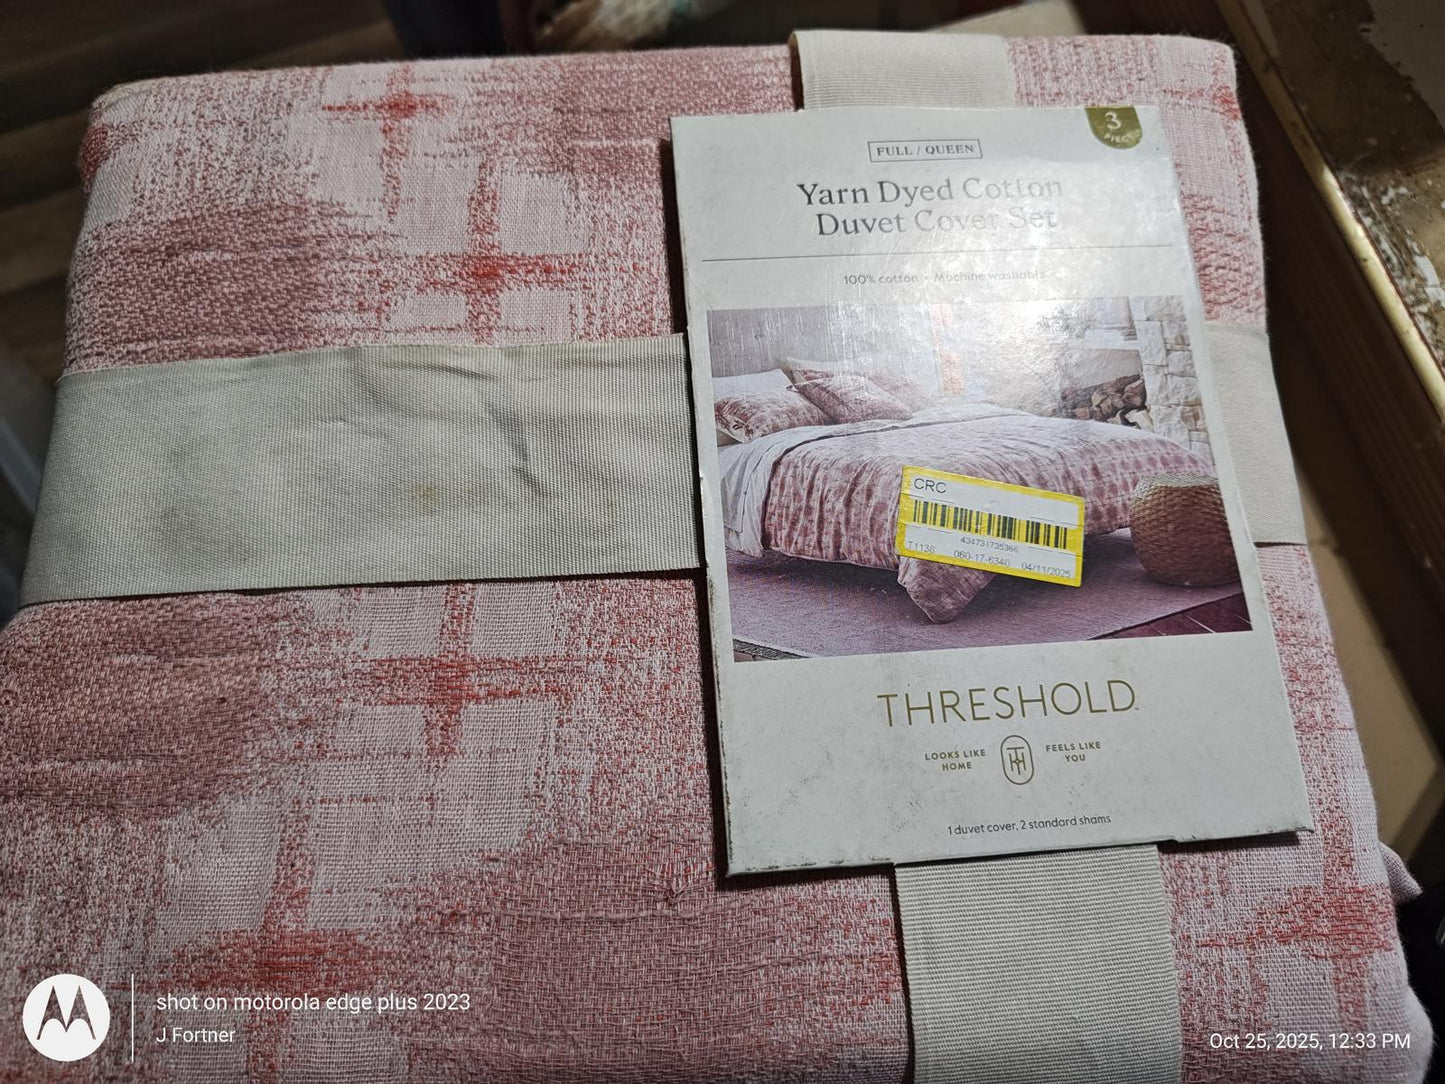 3
pieces
FULL / QUEEN
Yarn Dyed Cotton
Duvet Cover Set
100% cotton • Machine washable
CRC
434731735366
T1138 060-17-6340 04/11/2025
THRESHOLD
LOOKS LIKE
HOME
FEELS LIKE
YOU
1 duvet cover, 2 standard shams
shot on motorola edge plus 2023
J Fortner
Oct 25, 2025, 12:33 PM